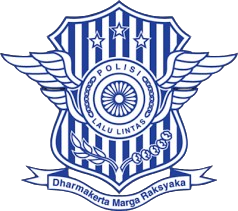 POLISI
LALU LINTAS
Dharmakerta Marga Raksyaka